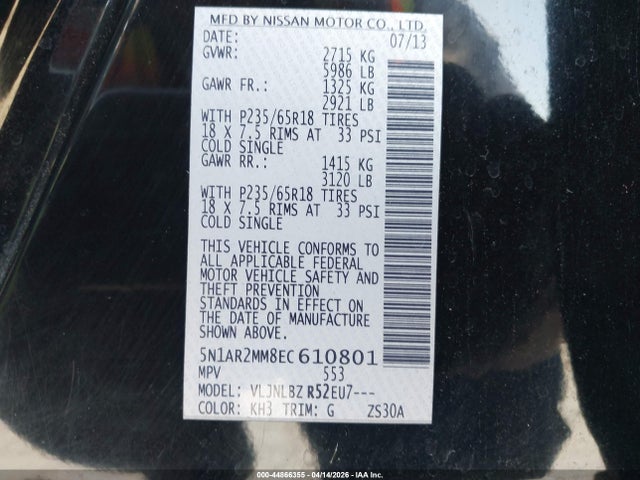 MFD BY NISSAN MOTOR CO., LTD.
DATE: 07/13
GVWR: 2715 KG
5986 LB
GAWR FR.: 1325 KG
2921 LB
WITH P235/65R18 TIRES
18 X 7.5 RIMS AT 33 PSI
COLD SINGLE
GAWR RR.: 1415 KG
3120 LB
WITH P235/65R18 TIRES
18 X 7.5 RIMS AT 33 PSI
COLD SINGLE
THIS VEHICLE CONFORMS TO
ALL APPLICABLE FEDERAL
MOTOR VEHICLE SAFETY AND
THEFT PREVENTION
STANDARDS IN EFFECT ON
THE DATE OF MANUFACTURE
SHOWN ABOVE.
5N1AR2MM8EC610801
MPV 553
MODEL: VLJNLBZ R52EU7---
COLOR: KH3 TRIM: G ZS30A
000-44866355 - 04/14/2026 - IAA Inc.